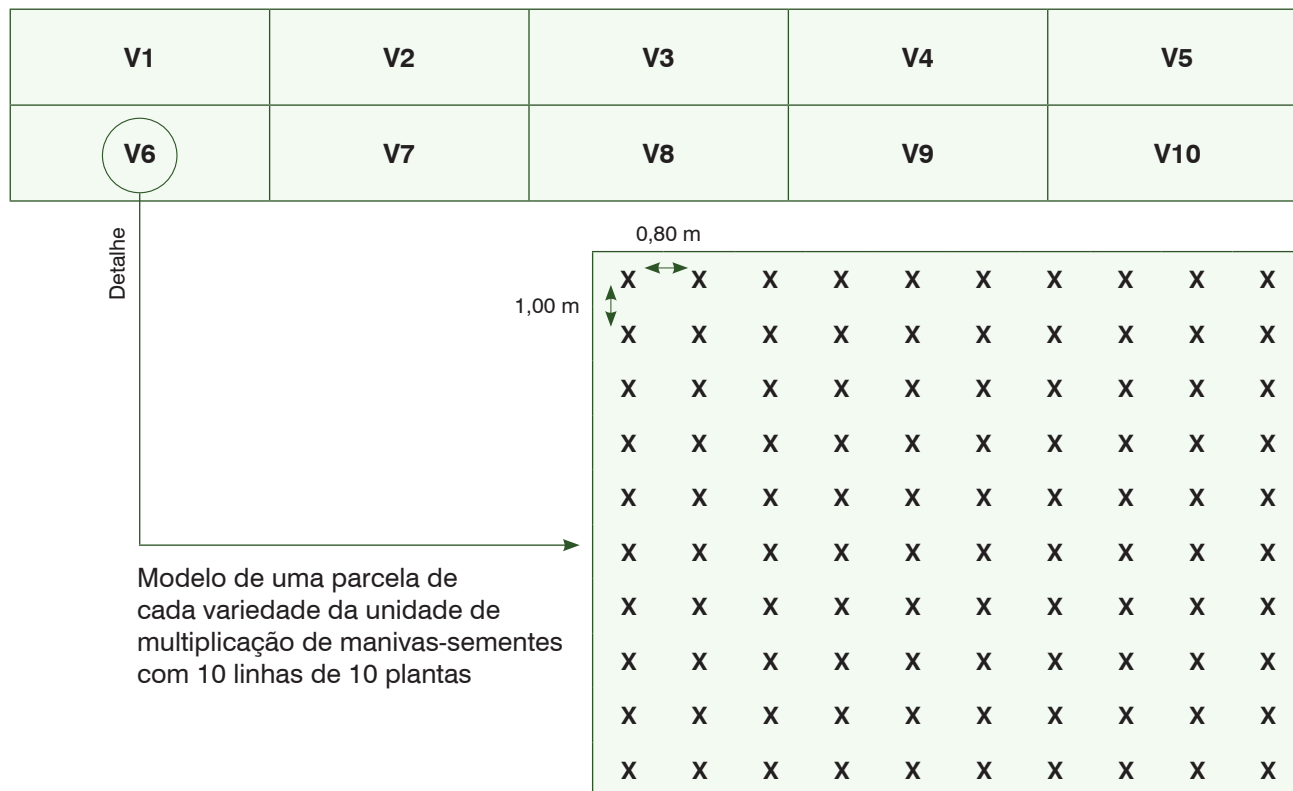 V1 V2 V3 V4 V5
V6 V7 V8 V9 V10
Detalhe
0,80 m
1,00 m
X X X X X X X X X X
X X X X X X X X X X
X X X X X X X X X X
X X X X X X X X X X
X X X X X X X X X X
X X X X X X X X X X
X X X X X X X X X X
X X X X X X X X X X
X X X X X X X X X X
X X X X X X X X X X
Modelo de uma parcela de
cada variedade da unidade de
multiplicação de manivas-sementes
com 10 linhas de 10 plantas